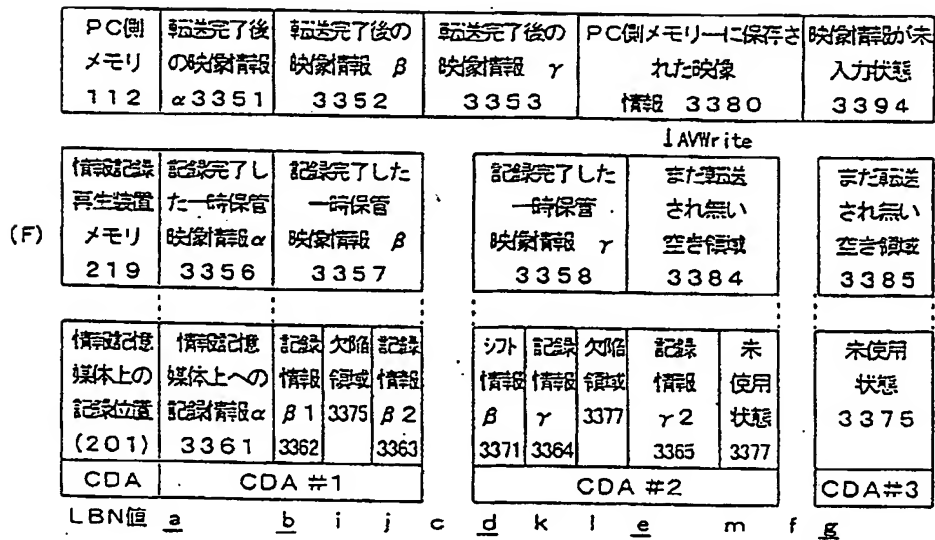 PC側
メモリ
112
転送完了後
の映像情報
α3351
転送完了後の
映像情報 β
3352
転送完了後の
映像情報 γ
3353
PC側メモリーに保存さ
れた映像
情報 3380
映像情報が未
入力状態
3394
↓AVWrite
(F)
情報記録
再生装置
メモリ
219
記録完了し
た一時保管
映像情報α
3356
記録完了した
一時保管
映像情報 β
3357
記録完了した
一時保管
映像情報 γ
3358
まだ転送
され無い
空き領域
3384
まだ転送
され無い
空き領域
3385
情報記憶
媒体上の
記録位置
(201)
情報記憶
媒体上への
記録情報α
3361
記録
情報
β1
3362
欠陥
領域
3375
記録
情報
β2
3363
シフト
情報
β
3371
記録
情報
γ
3364
欠陥
領域
3377
記録
情報
γ2
3365
未
使用
状態
3377
未使用
状態
3375
CDA
CDA #1
CDA #2
CDA#3
LBN値 a b i j c d k l e m f g